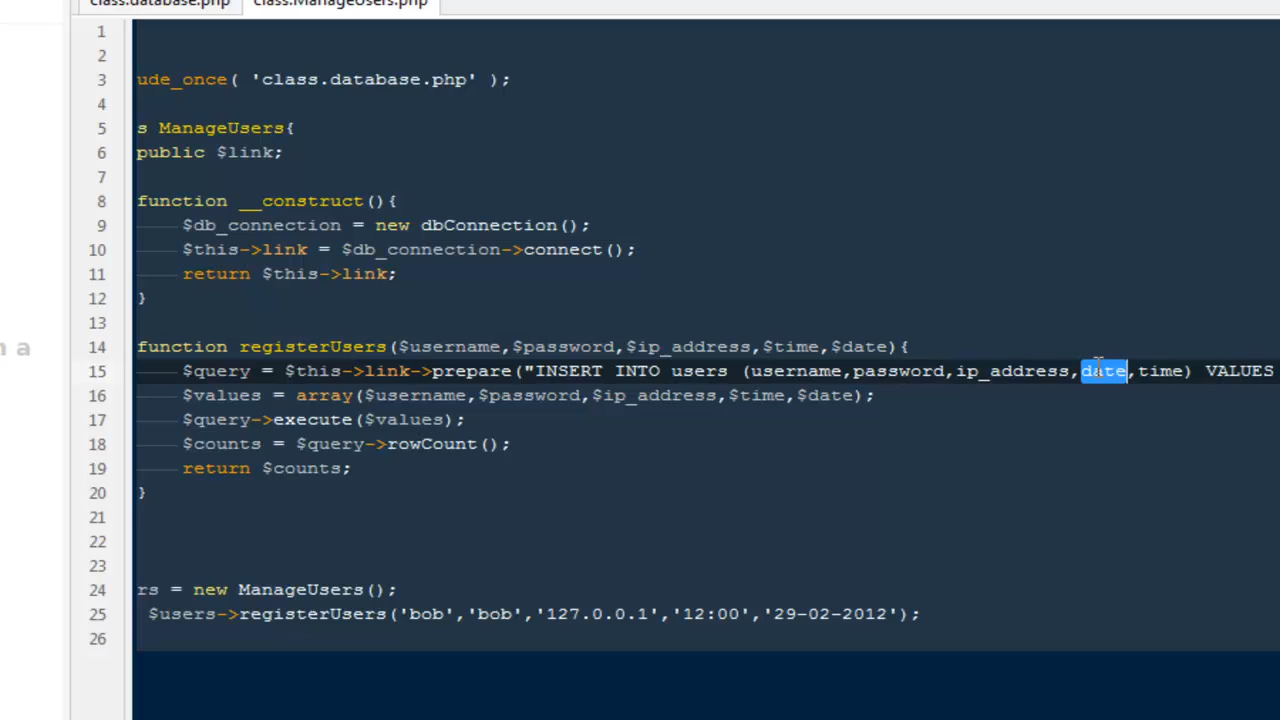 class.database.php class.ManageUsers.php
1
2
3 ude_once( 'class.database.php' );
4
5 s ManageUsers{
6 public $link;
7
8 function __construct(){
9 $db_connection = new dbConnection();
10 $this->link = $db_connection->connect();
11 return $this->link;
12 }
13
14 function registerUsers($username,$password,$ip_address,$time,$date){
15 $query = $this->link->prepare("INSERT INTO users (username,password,ip_address,date,time) VALUES
16 $values = array($username,$password,$ip_address,$time,$date);
17 $query->execute($values);
18 $counts = $query->rowCount();
19 return $counts;
20 }
21
22
23
24 rs = new ManageUsers();
25 $users->registerUsers('bob','bob','127.0.0.1','12:00','29-02-2012');
26